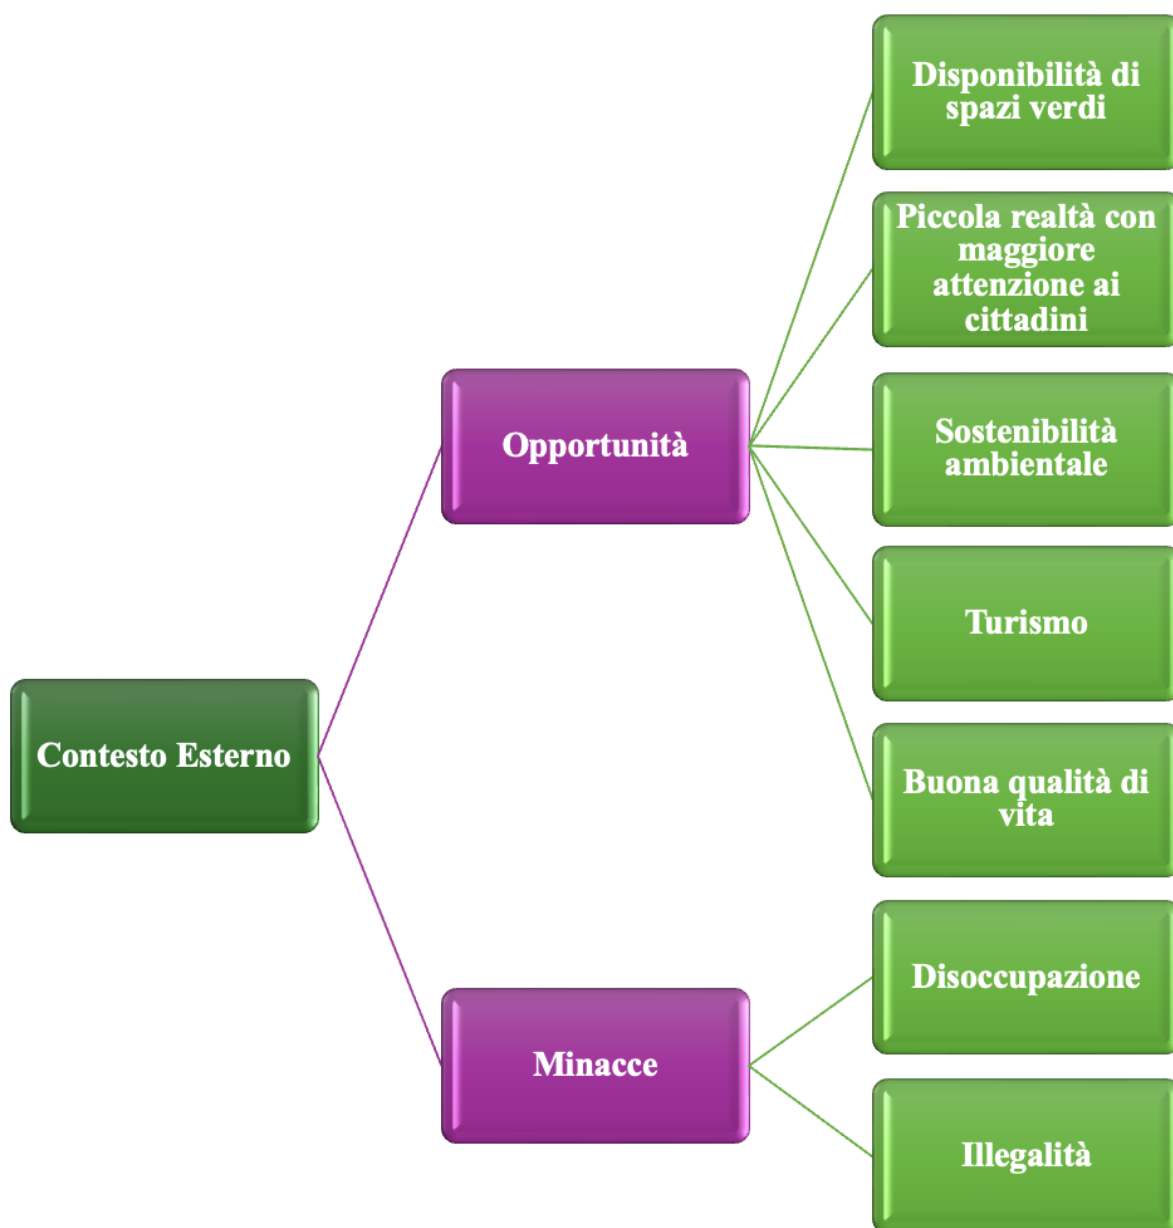 Contesto Esterno
Opportunità
Disponibilità di
spazi verdi
Piccola realtà con
maggiore
attenzione ai
cittadini
Sostenibilità
ambientale
Turismo
Buona qualità di
vita
Minacce
Disoccupazione
Illegalità